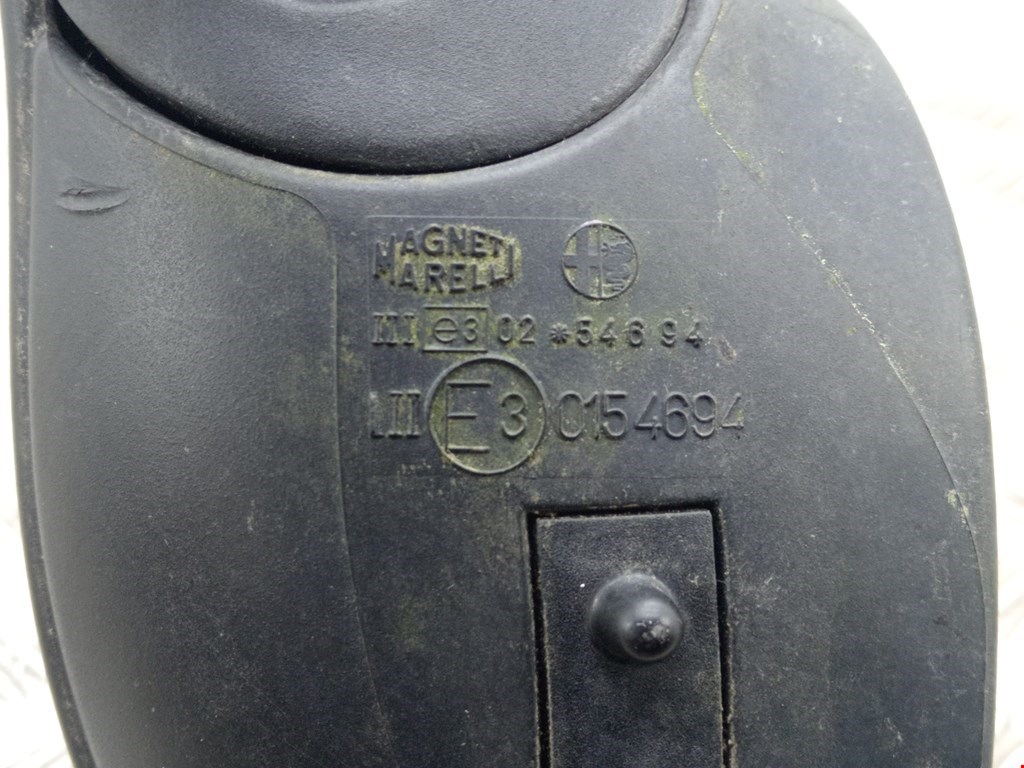 MAGNETI
MARELLI
III e3 02 *54694
III E3 0154694